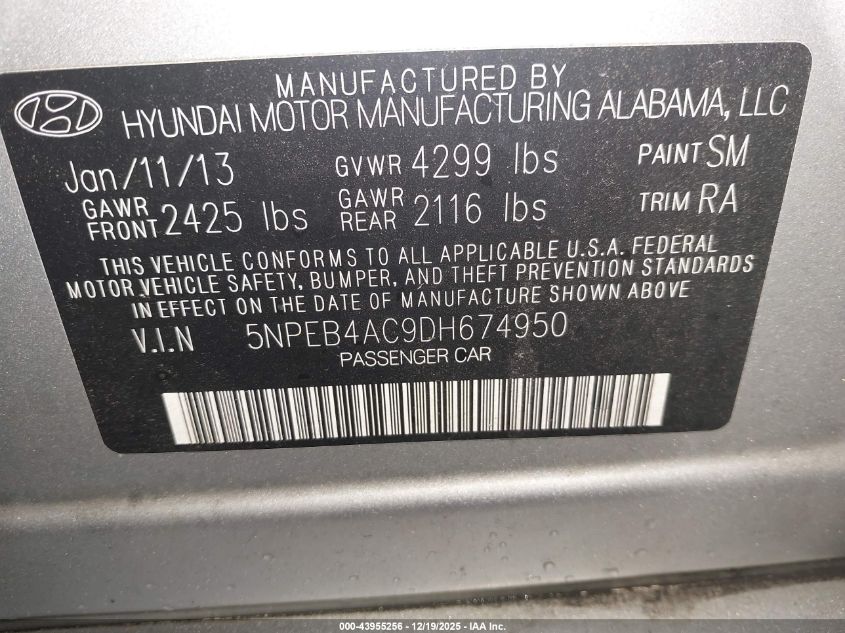 MANUFACTURED BY
HYUNDAI MOTOR MANUFACTURING ALABAMA, LLC
Jan/11/13 GVWR 4299 lbs PAINT SM
GAWR FRONT 2425 lbs GAWR REAR 2116 lbs TRIM RA
THIS VEHICLE CONFORMS TO ALL APPLICABLE U.S.A. FEDERAL
MOTOR VEHICLE SAFETY, BUMPER, AND THEFT PREVENTION STANDARDS
IN EFFECT ON THE DATE OF MANUFACTURE SHOWN ABOVE
V.I.N 5NPEB4AC9DH674950
PASSENGER CAR
000-43955256 - 12/19/2025 - IAA Inc.